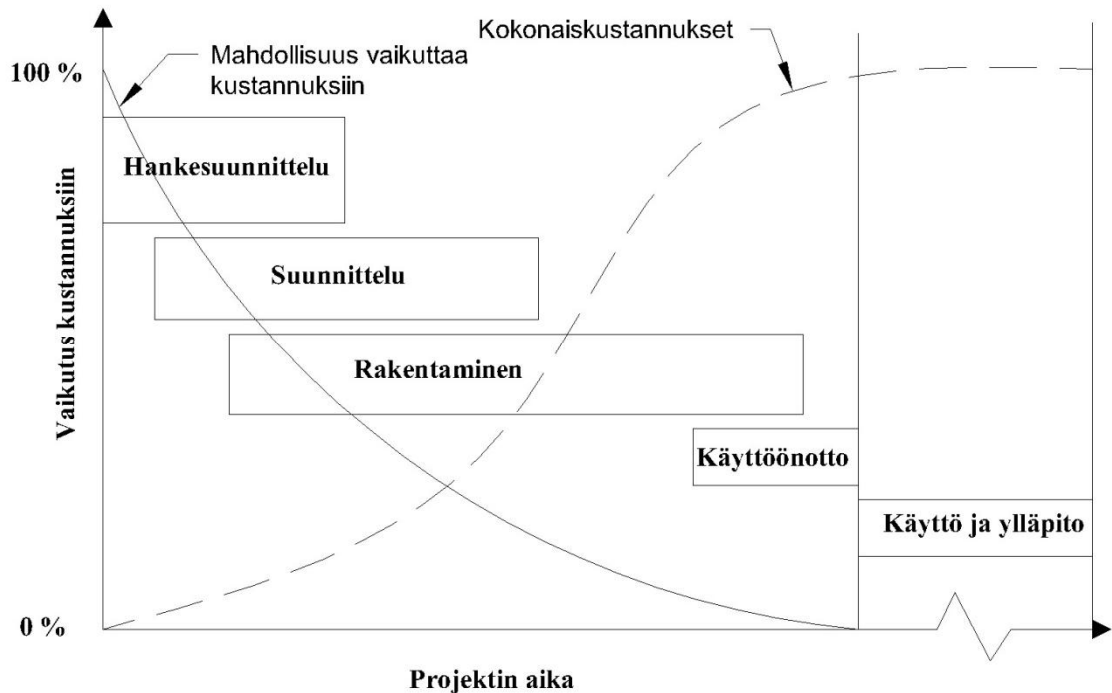 Kokonaiskustannukset
Mahdollisuus vaikuttaa
kustannuksiin
100 %
Hankesuunnittelu
Vaikutus kustannuksiin
Suunnittelu
Rakentaminen
Käyttöönotto
Käyttö ja ylläpito
0 %
Projektin aika